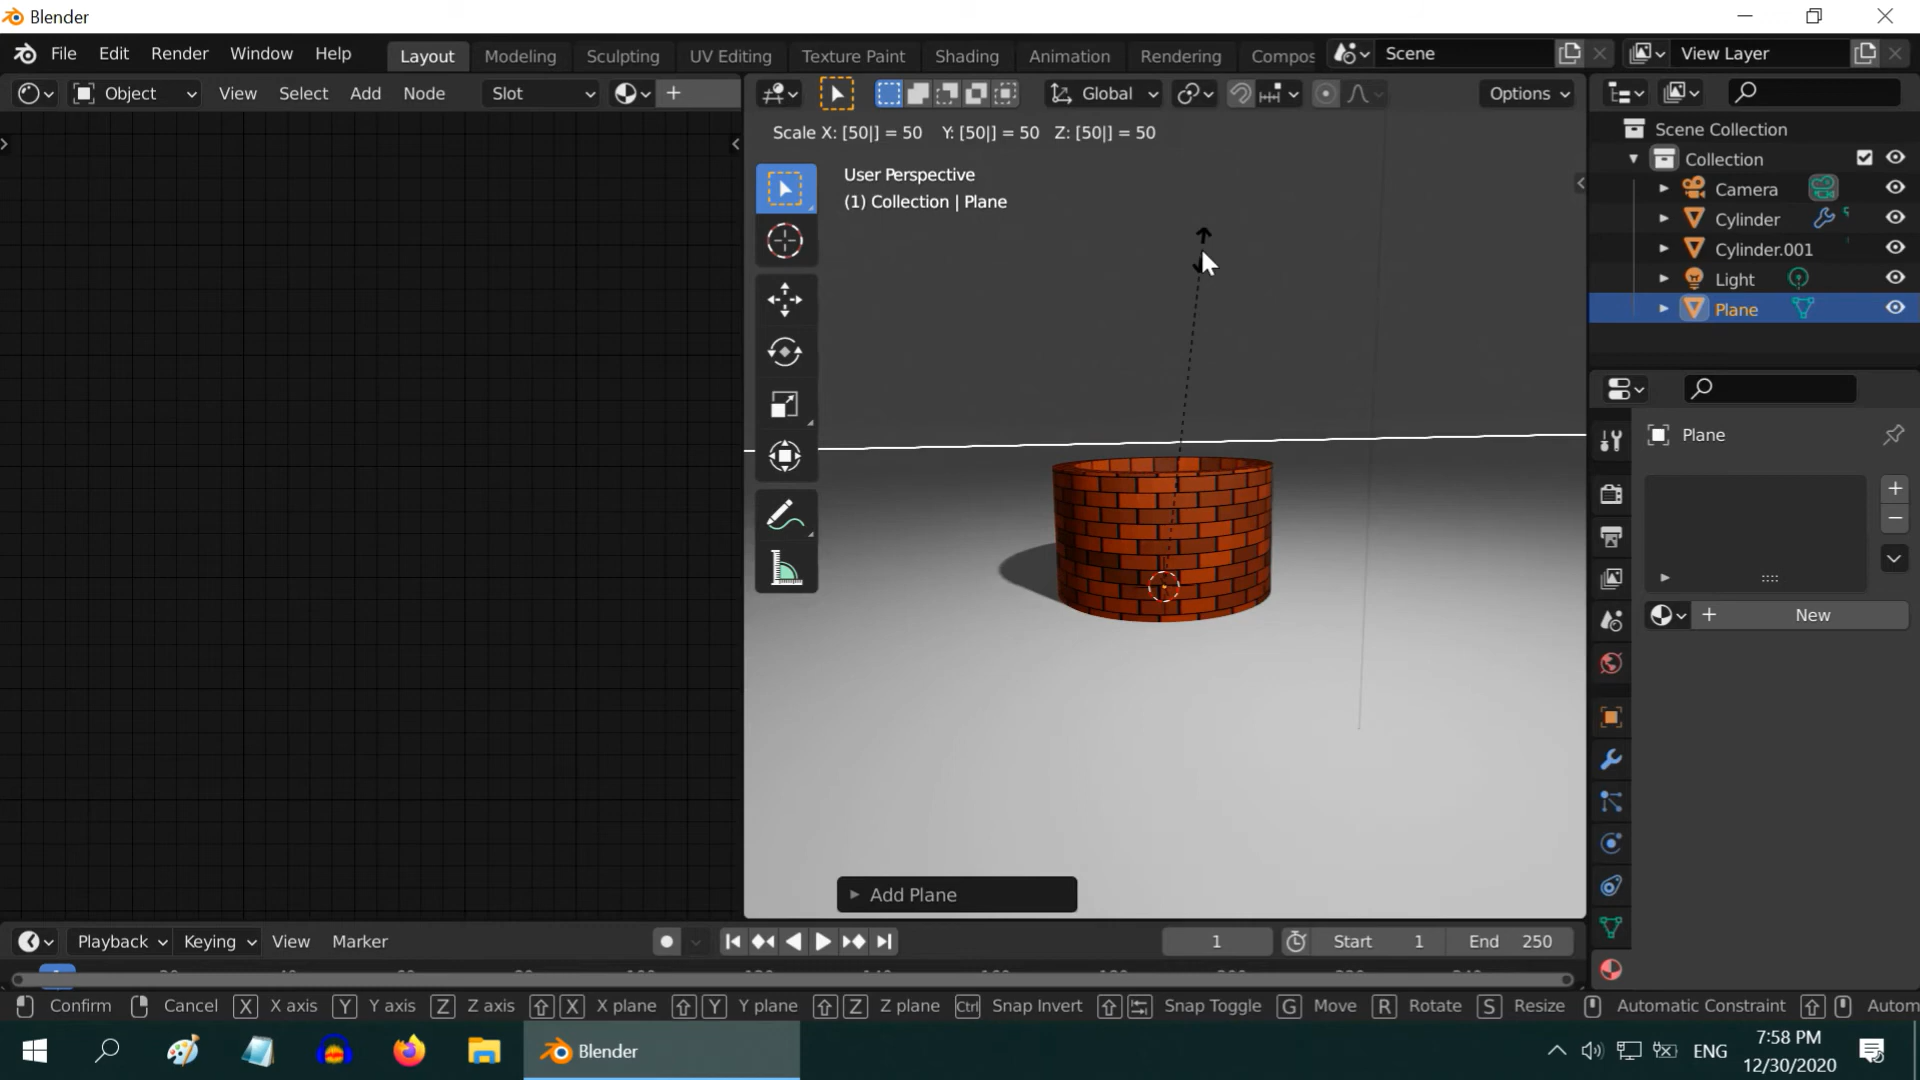 Blender
File Edit Render Window Help Layout Modeling Sculpting UV Editing Texture Paint Shading Animation Rendering Compos Scene View Layer
Object View Select Add Node Slot Global Options
Scale X: [50|] = 50 Y: [50|] = 50 Z: [50|] = 50
User Perspective
(1) Collection | Plane
Scene Collection
Collection
Camera
Cylinder
Cylinder.001
Light
Plane
Plane
New
Add Plane
Playback Keying View Marker 1 Start 1 End 250
Confirm Cancel X X axis Y Y axis Z Z axis X X plane Y Y plane Z Z plane Ctrl Snap Invert Snap Toggle G Move R Rotate S Resize Automatic Constraint Autom
Blender ENG 7:58 PM
12/30/2020